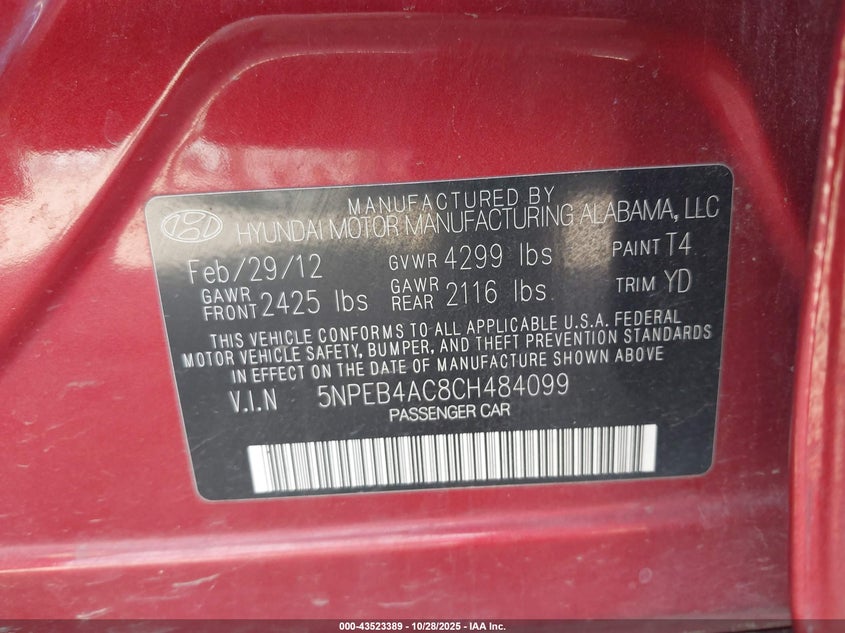 MANUFACTURED BY
HYUNDAI MOTOR MANUFACTURING ALABAMA, LLC
Feb/29/12 GVWR 4299 lbs PAINT T4
GAWR FRONT 2425 lbs GAWR REAR 2116 lbs TRIM YD
THIS VEHICLE CONFORMS TO ALL APPLICABLE U.S.A. FEDERAL
MOTOR VEHICLE SAFETY, BUMPER, AND THEFT PREVENTION STANDARDS
IN EFFECT ON THE DATE OF MANUFACTURE SHOWN ABOVE
V.I.N 5NPEB4AC8CH484099
PASSENGER CAR
000-43523389 - 10/28/2025 - IAA Inc.